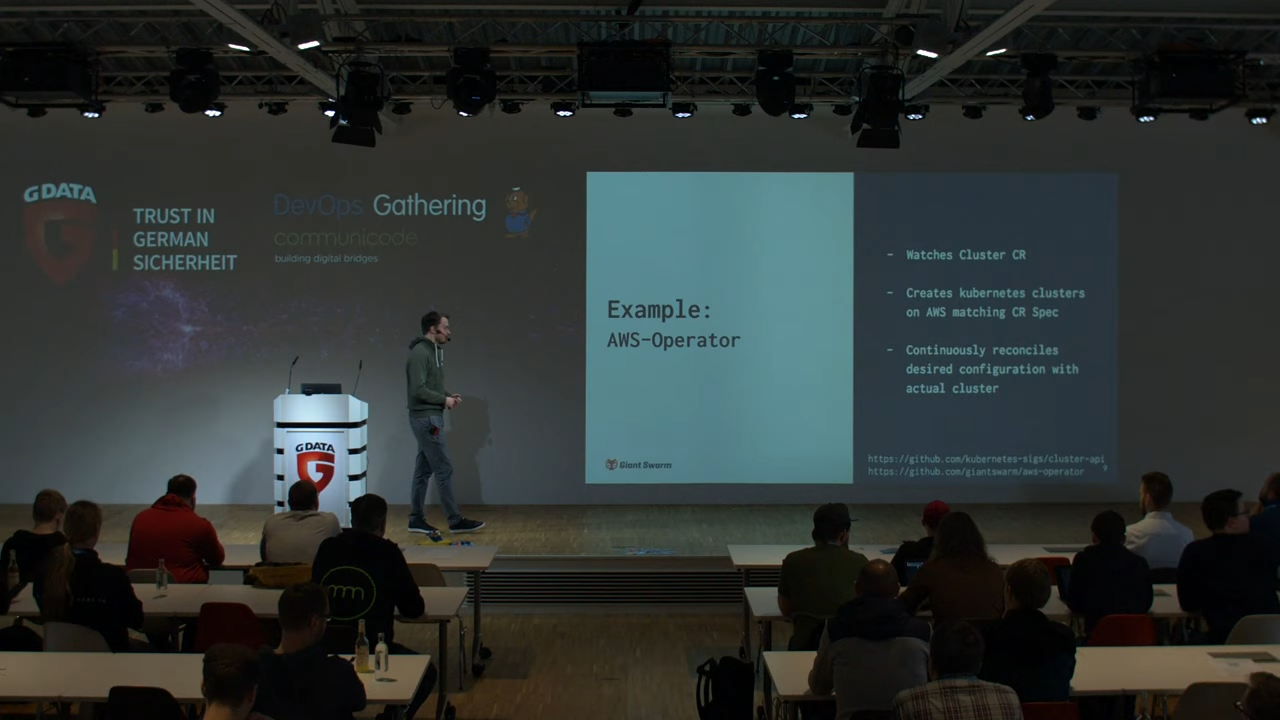 G DATA
TRUST IN
GERMAN
SICHERHEIT
DevOps Gathering
communicode
building digital bridges
Example:
AWS-Operator
Giant Swarm
- Watches Cluster CR
- Creates kubernetes clusters
on AWS matching CR Spec
- Continuously reconciles
desired configuration with
actual cluster
https://github.com/kubernetes-sigs/cluster-api
https://github.com/giantswarm/aws-operator
9
G DATA